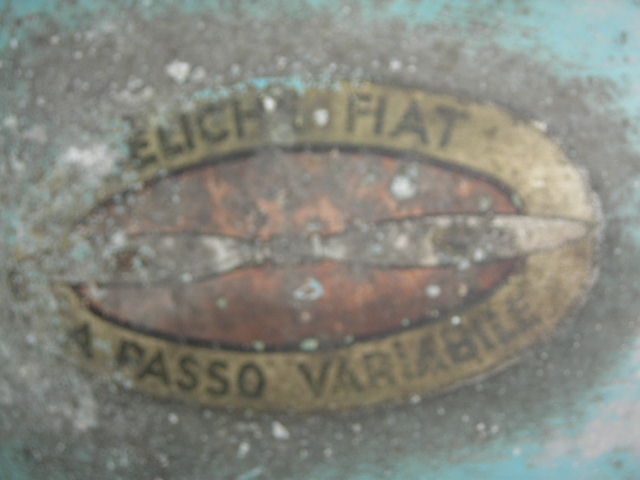 ELICHE FIAT
A PASSO VARIABILE